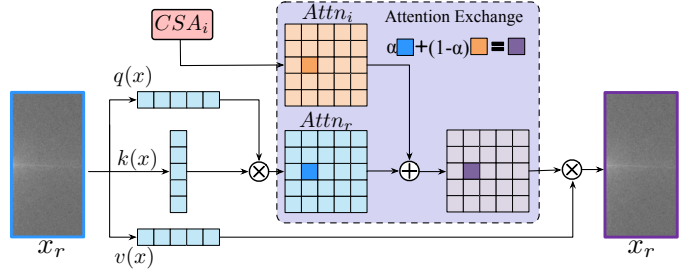 CSA_i
Attn_i
Attention Exchange
α +(1-α) =
q(x)
Attn_r
k(x)
x_r
v(x)
x_r